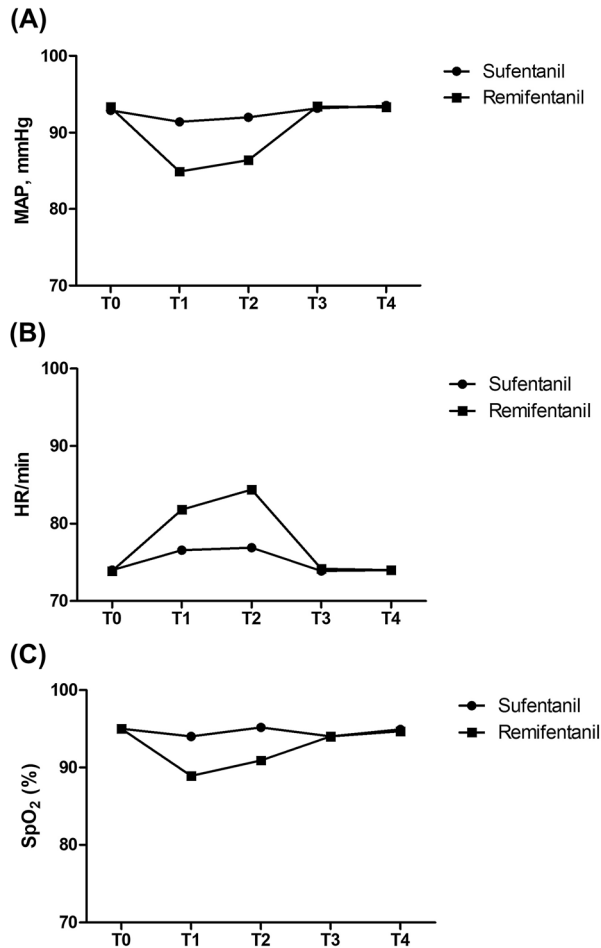 (A)
100
90
80
70
MAP, mmHg
T0 T1 T2 T3 T4
Sufentanil
Remifentanil
(B)
100
90
80
70
HR/min
T0 T1 T2 T3 T4
Sufentanil
Remifentanil
(C)
100
90
80
70
SpO₂ (%)
T0 T1 T2 T3 T4
Sufentanil
Remifentanil